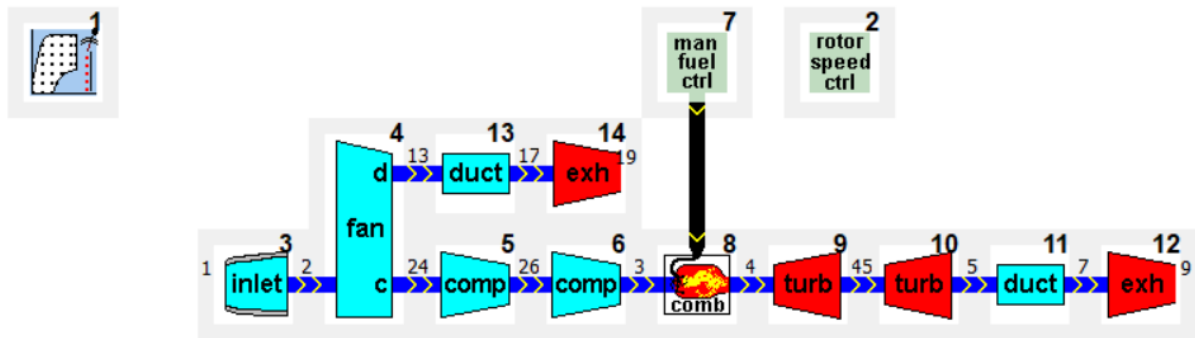 1
7
man
fuel
ctrl
2
rotor
speed
ctrl
4
13
14
13
17
19
d
duct
exh
fan
3
5
6
8
9
10
11
12
1
2
24
26
3
4
45
5
7
9
inlet
c
comp
comp
comb
turb
turb
duct
exh